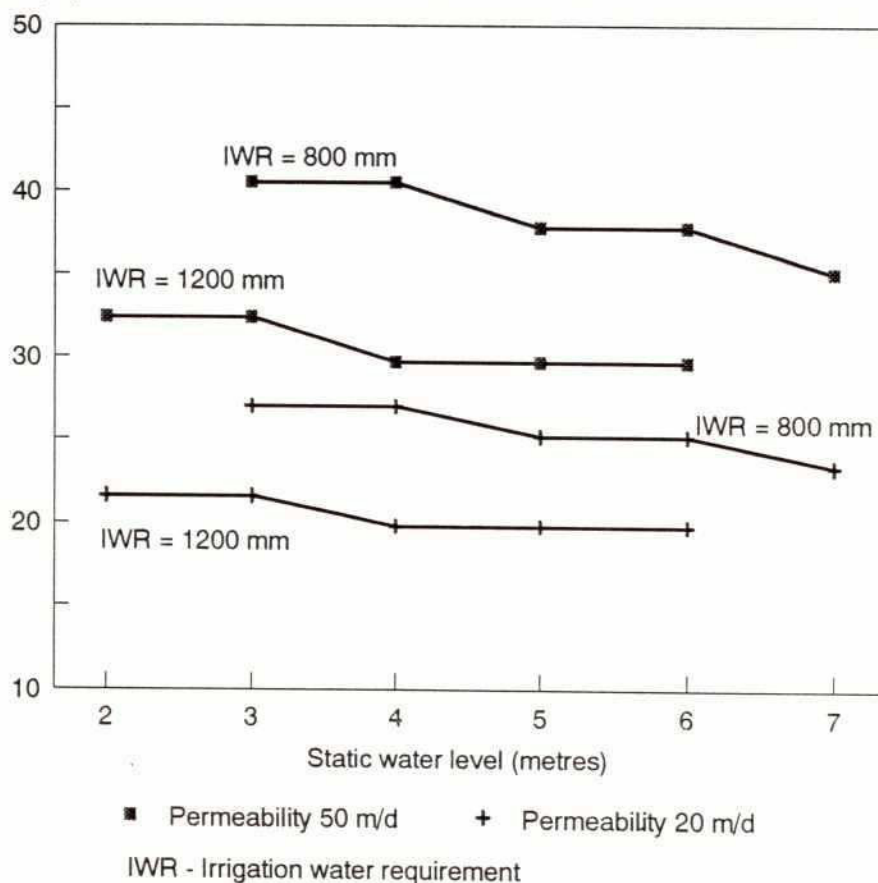 50
IWR = 800 mm
40
IWR = 1200 mm
30
IWR = 800 mm
20
IWR = 1200 mm
10
2 3 4 5 6 7
Static water level (metres)
Permeability 50 m/d + Permeability 20 m/d
IWR - Irrigation water requirement